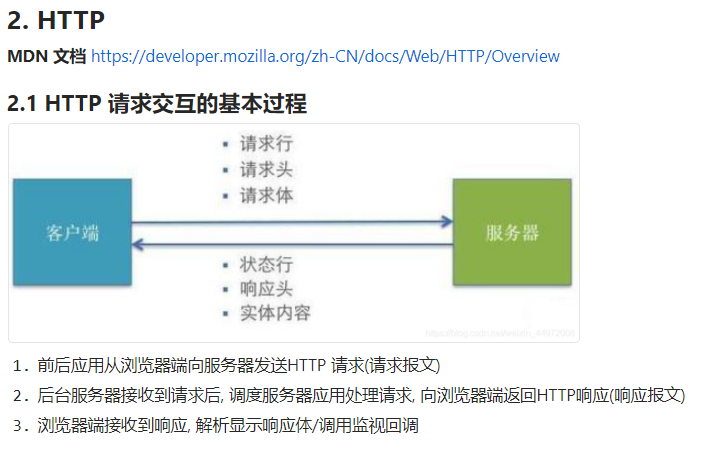 2. HTTP
MDN 文档 https://developer.mozilla.org/zh-CN/docs/Web/HTTP/Overview
2.1 HTTP 请求交互的基本过程
▪ 请求行
▪ 请求头
▪ 请求体
客户端
服务器
▪ 状态行
▪ 响应头
▪ 实体内容
1. 前后应用从浏览器端向服务器发送HTTP 请求(请求报文)
2. 后台服务器接收到请求后, 调度服务器应用处理请求, 向浏览器端返回HTTP响应(响应报文)
3. 浏览器端接收到响应, 解析显示响应体/调用监视回调